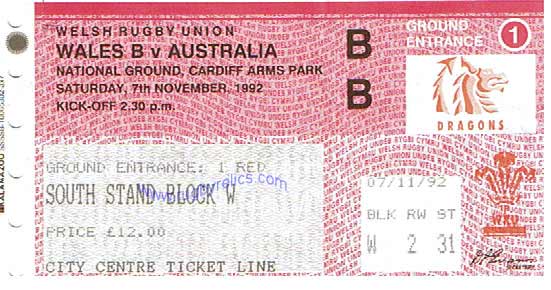 WELSH RUGBY UNION
WALES B v AUSTRALIA
NATIONAL GROUND, CARDIFF ARMS PARK
SATURDAY, 7th NOVEMBER, 1992
KICK-OFF 2.30 p.m.
B
B
GROUND
ENTRANCE 1
DRAGONS
GROUND ENTRANCE: 1 RED
SOUTH STAND BLOCK W
PRICE £12.00
CITY CENTRE TICKET LINE
07/11/92
BLK RW ST
W 2 31
WRU